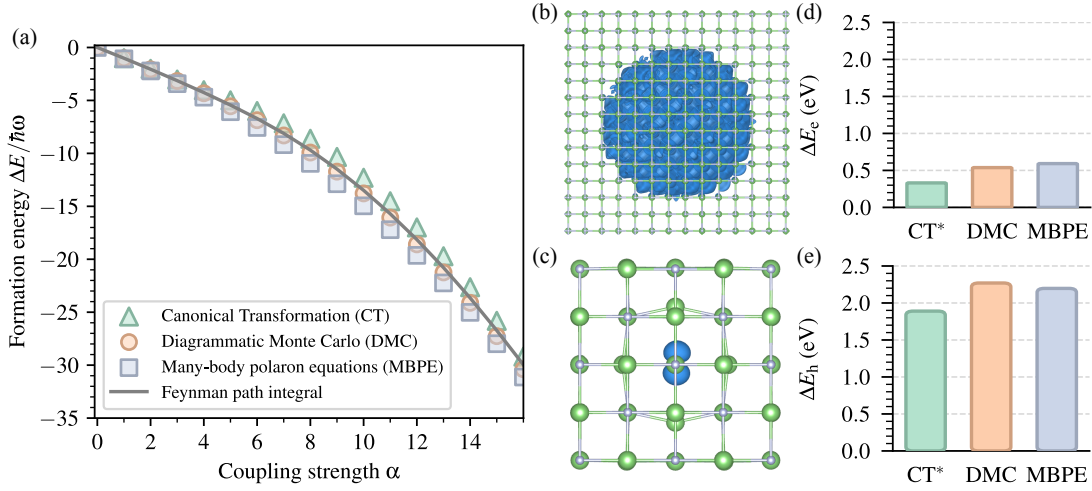 (a)
Formation energy ΔE/ℏω
0
−5
−10
−15
−20
−25
−30
−35
Canonical Transformation (CT)
Diagrammatic Monte Carlo (DMC)
Many-body polaron equations (MBPE)
Feynman path integral
0 2 4 6 8 10 12 14
Coupling strength α
(b)
(c)
(d)
ΔEₑ (eV)
2.5
2.0
1.5
1.0
0.5
0.0
CT* DMC MBPE
(e)
ΔEₕ (eV)
2.5
2.0
1.5
1.0
0.5
0.0
CT* DMC MBPE